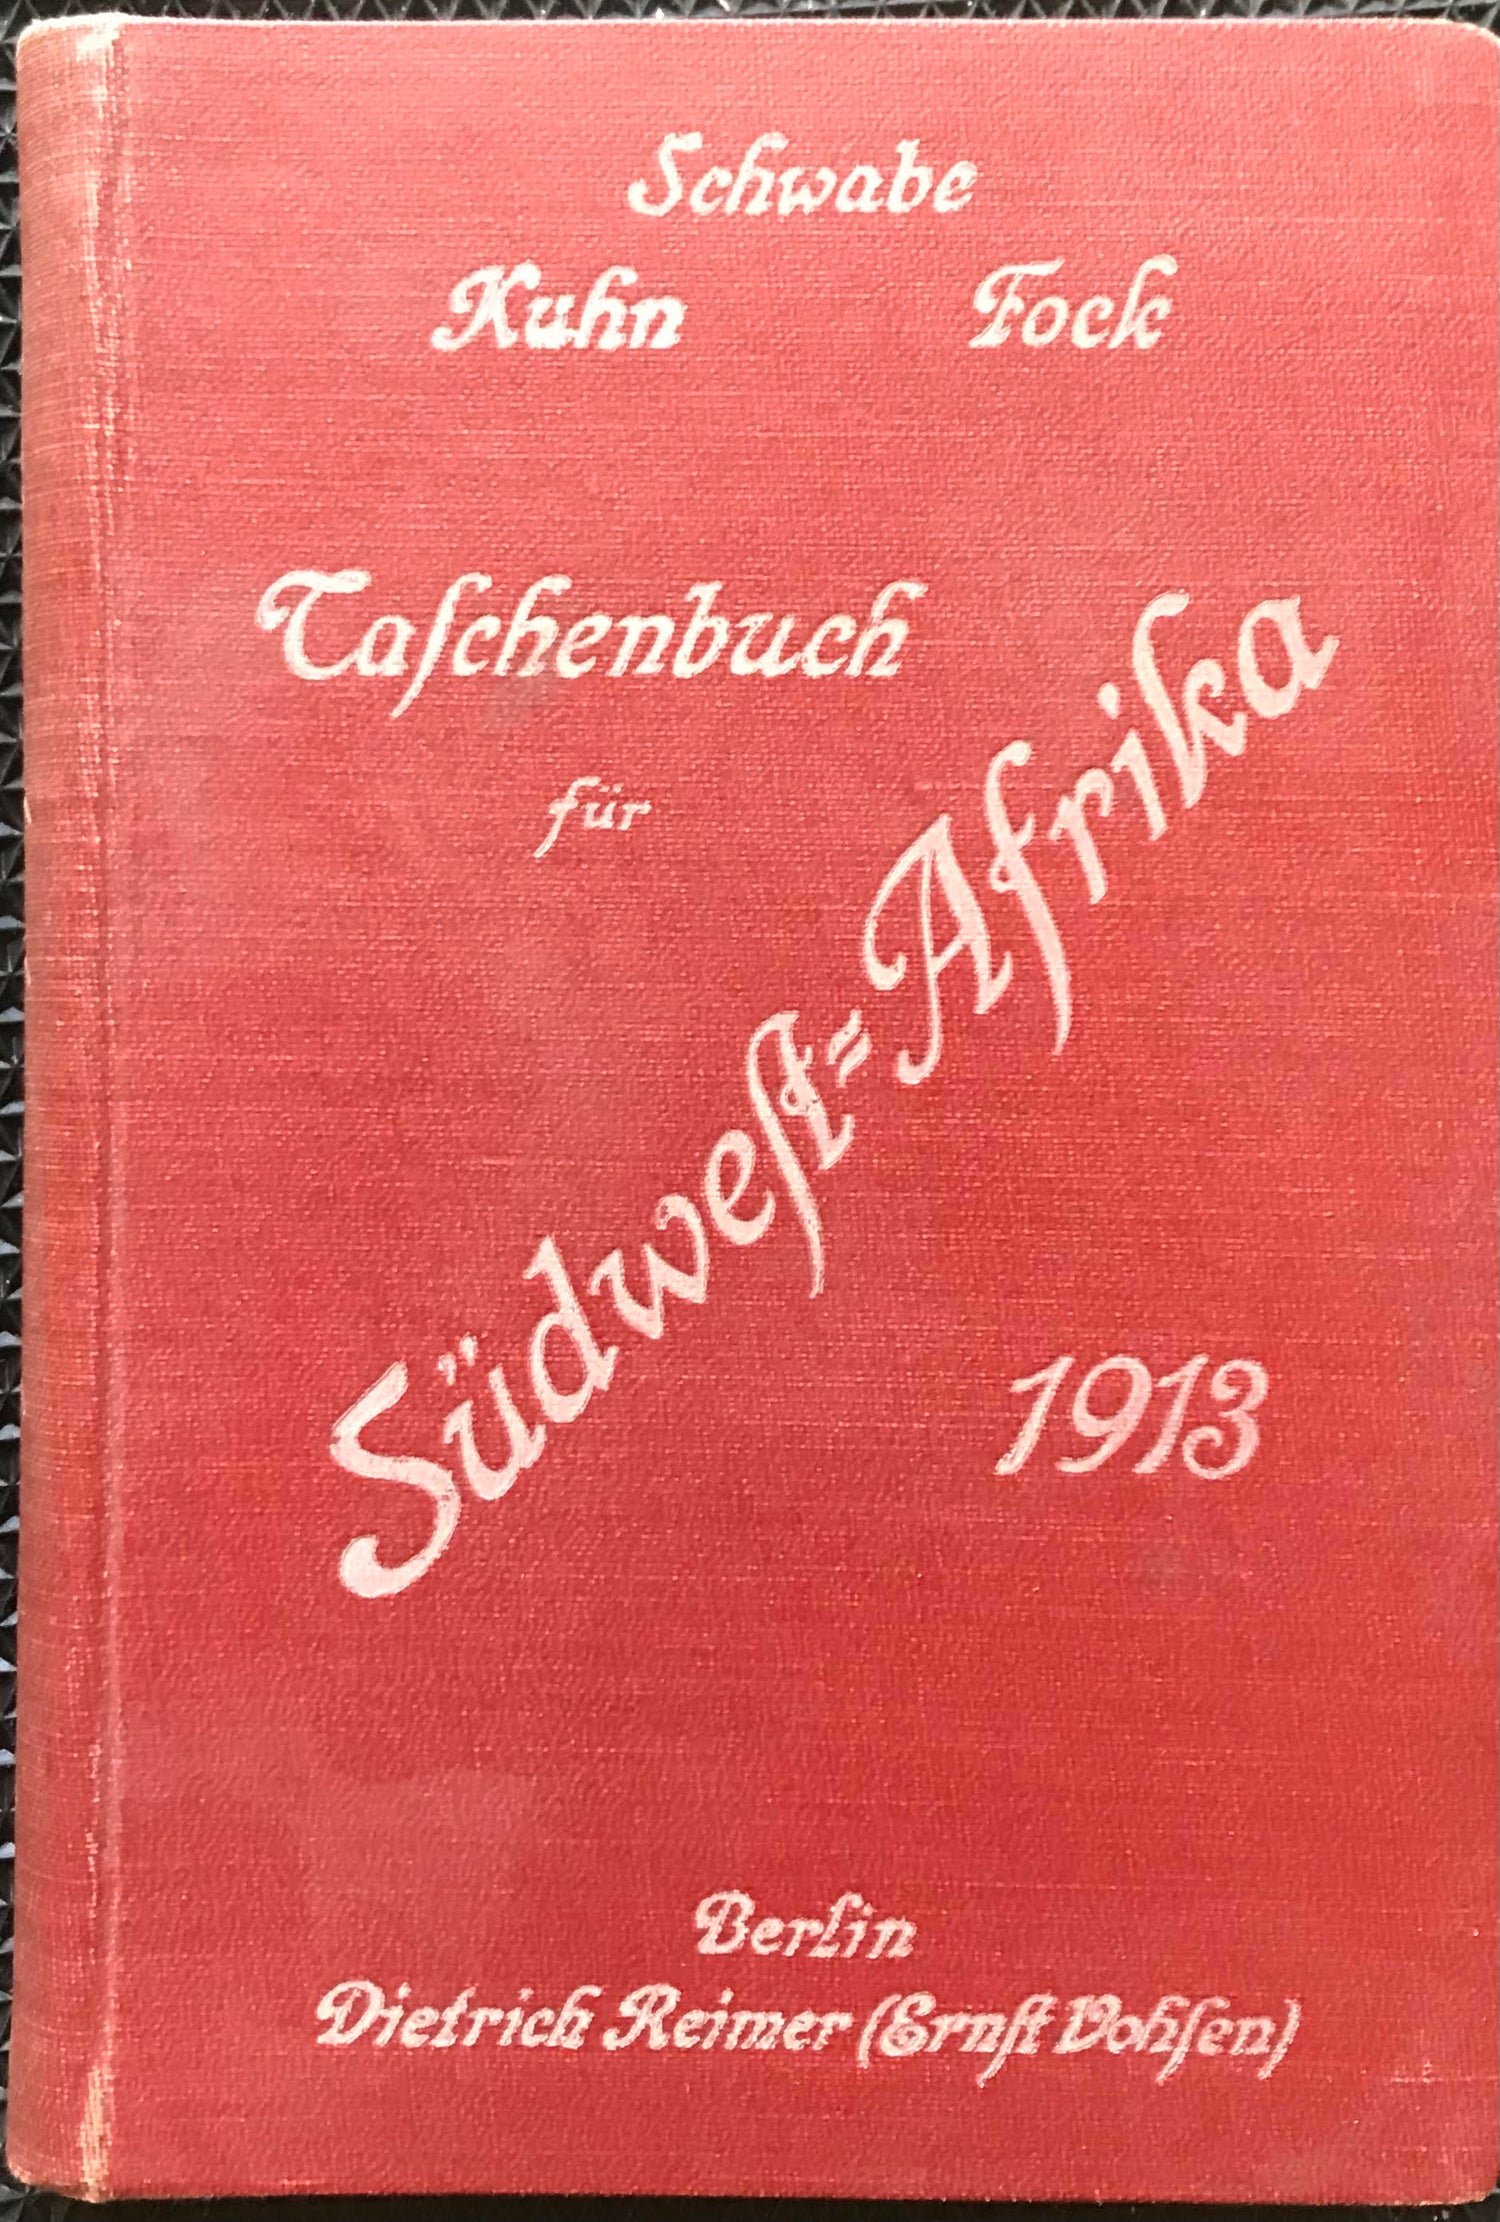 Schwabe
Kuhn Fock
Taſchenbuch
für
Südweſt=Afrika
1913
Berlin
Dietrich Reimer (Ernſt Vohſen)